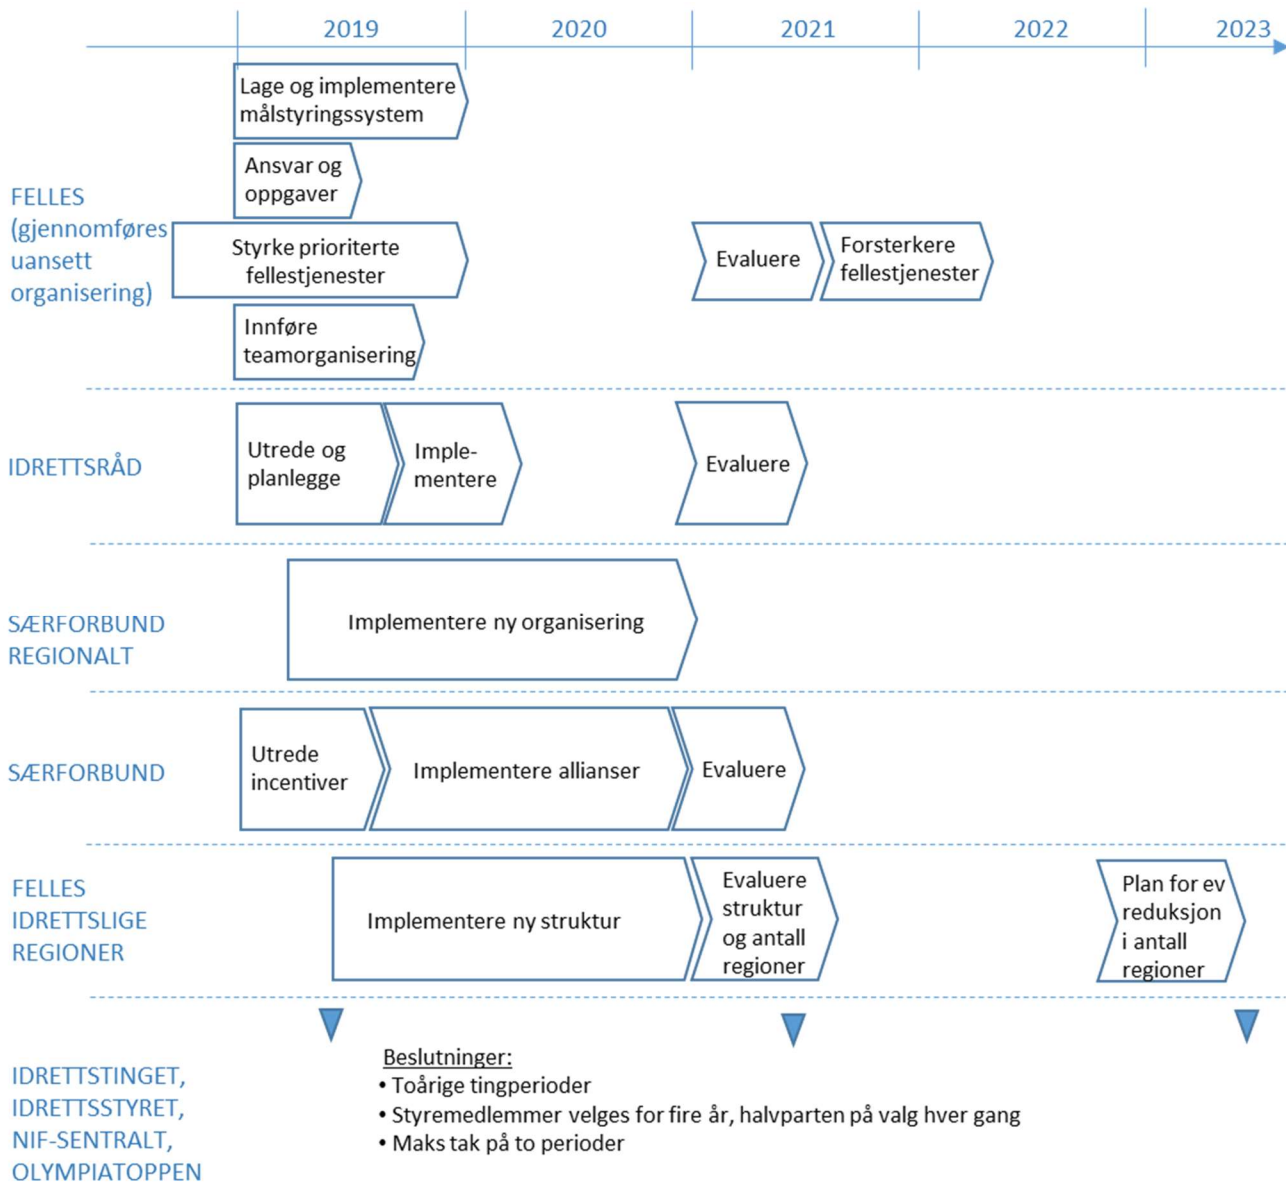 2019
2020
2021
2022
2023
FELLES
(gjennomføres
uansett
organisering)
Lage og implementere
målstyringssystem
Ansvar og
oppgaver
Styrke prioriterte
fellestjenester
Evaluere
Forsterkere
fellestjenester
Innføre
teamorganisering
IDRETTSRÅD
Utrede og
planlegge
Imple-
mentere
Evaluere
SÆRFORBUND
REGIONALT
Implementere ny organisering
SÆRFORBUND
Utrede
incentiver
Implementere allianser
Evaluere
FELLES
IDRETTSLIGE
REGIONER
Implementere ny struktur
Evaluere
struktur
og antall
regioner
Plan for ev
reduksjon
i antall
regioner
IDRETTSTINGET,
IDRETTSSTYRET,
NIF-SENTRALT,
OLYMPIATOPPEN
Beslutninger:
• Toårige tingperioder
• Styremedlemmer velges for fire år, halvparten på valg hver gang
• Maks tak på to perioder